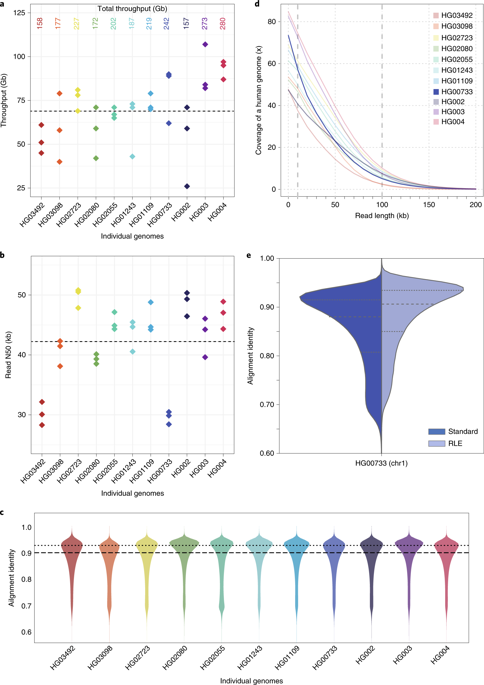 a
Total throughput (Gb)
158 177 227 172 202 187 219 242 157 273 280
Throughput (Gb)
125
100
75
50
25
HG03492 HG03098 HG02723 HG02080 HG02055 HG01243 HG01109 HG00733 HG002 HG003 HG004
Individual genomes
b
Read N50 (kb)
50
40
30
HG03492 HG03098 HG02723 HG02080 HG02055 HG01243 HG01109 HG00733 HG002 HG003 HG004
Individual genomes
d
Coverage of a human genome (x)
80
60
40
20
0
0 50 100 150 200
Read length (kb)
HG03492
HG03098
HG02723
HG02080
HG02055
HG01243
HG01109
HG00733
HG002
HG003
HG004
e
Alignment identity
1.00
0.90
0.80
0.70
0.60
Standard
RLE
HG00733 (chr1)
c
Alignment identity
1.0
0.9
0.8
0.7
0.6
HG03492 HG03098 HG02723 HG02080 HG02055 HG01243 HG01109 HG00733 HG002 HG003 HG004
Individual genomes